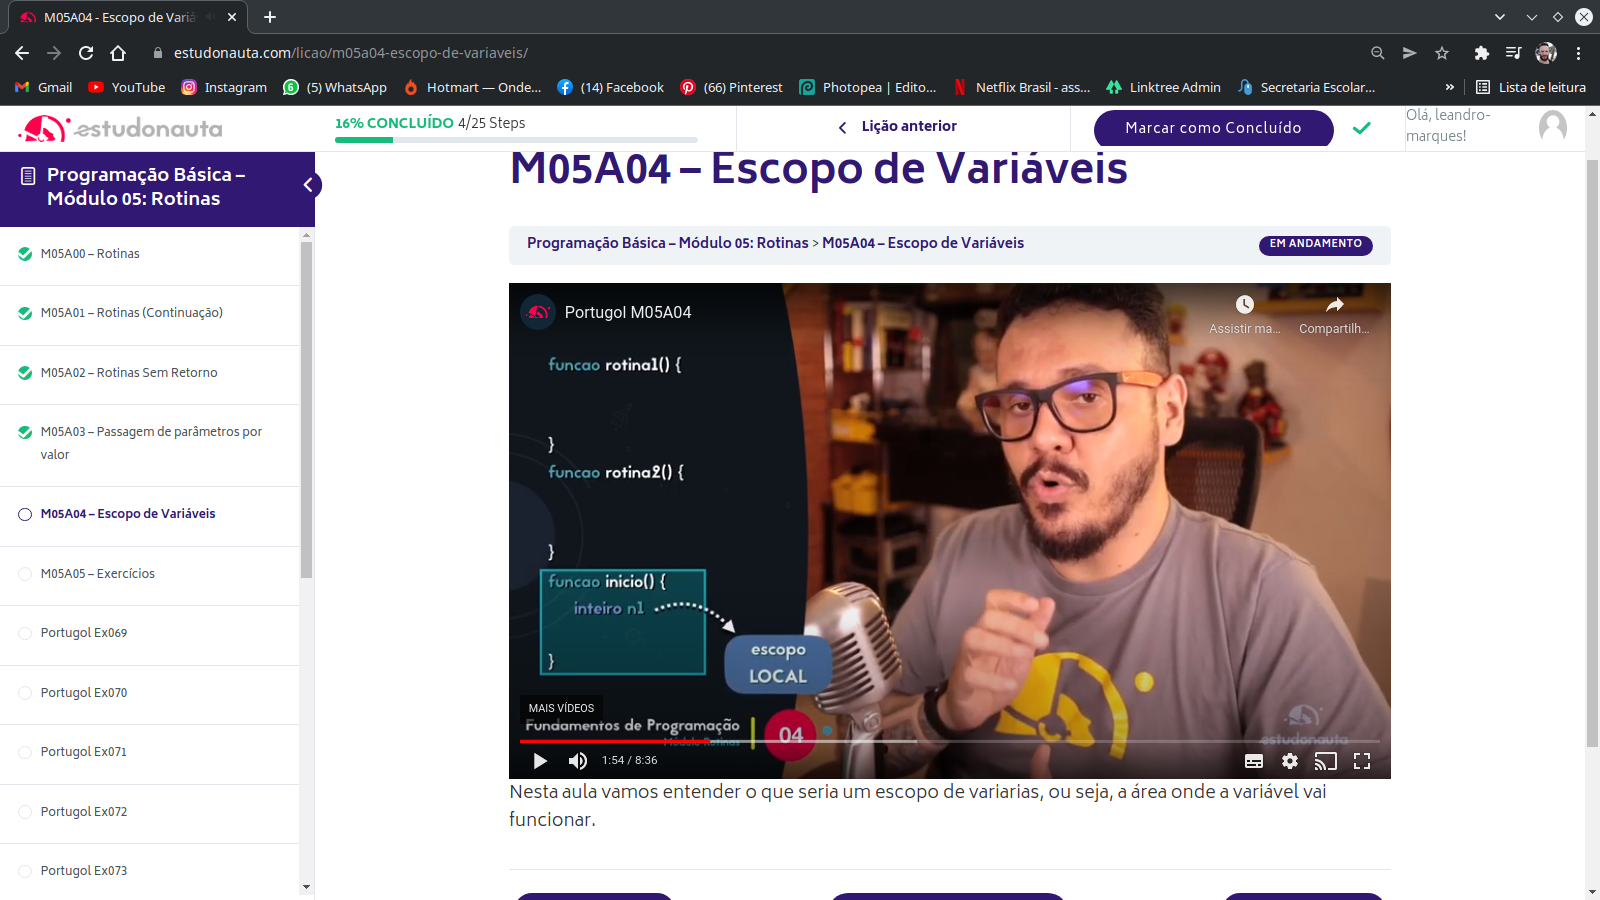 M05A04 - Escopo de Variá
estudonauta.com/licao/m05a04-escopo-de-variaveis/
Gmail
YouTube
Instagram
(5) WhatsApp
Hotmart — Onde...
(14) Facebook
(66) Pinterest
Photopea | Edito...
Netflix Brasil - ass...
Linktree Admin
Secretaria Escolar...
»
Lista de leitura
estudonauta
16% CONCLUÍDO 4/25 Steps
Lição anterior
Marcar como Concluído
Olá, leandro-
marques!
Programação Básica –
Módulo 05: Rotinas
M05A00 – Rotinas
M05A01 – Rotinas (Continuação)
M05A02 – Rotinas Sem Retorno
M05A03 – Passagem de parâmetros por
valor
M05A04 – Escopo de Variáveis
M05A05 – Exercícios
Portugol Ex069
Portugol Ex070
Portugol Ex071
Portugol Ex072
Portugol Ex073
M05A04 – Escopo de Variáveis
Programação Básica – Módulo 05: Rotinas > M05A04 – Escopo de Variáveis
EM ANDAMENTO
Portugol M05A04
Assistir ma...
Compartilh...
funcao rotina1() {
}
funcao rotina2() {
}
funcao inicio() {
inteiro n1
}
escopo
LOCAL
MAIS VÍDEOS
Fundamentos de Programação
Módulo Rotinas
04
estudonauta
1:54 / 8:36
Nesta aula vamos entender o que seria um escopo de variarias, ou seja, a área onde a variável vai
funcionar.